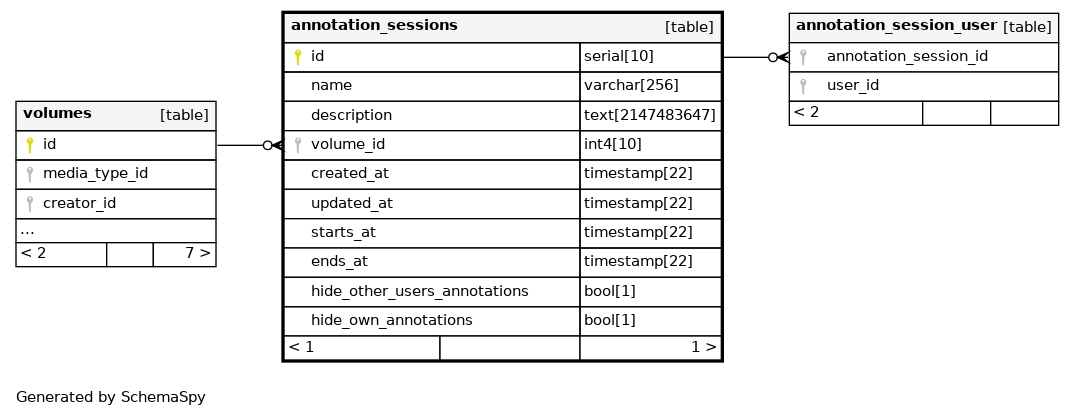 volumes [table]
id
media_type_id
creator_id
...
< 2 7 >
annotation_sessions [table]
id serial[10]
name varchar[256]
description text[2147483647]
volume_id int4[10]
created_at timestamp[22]
updated_at timestamp[22]
starts_at timestamp[22]
ends_at timestamp[22]
hide_other_users_annotations bool[1]
hide_own_annotations bool[1]
< 1 1 >
annotation_session_user [table]
annotation_session_id
user_id
< 2
Generated by SchemaSpy